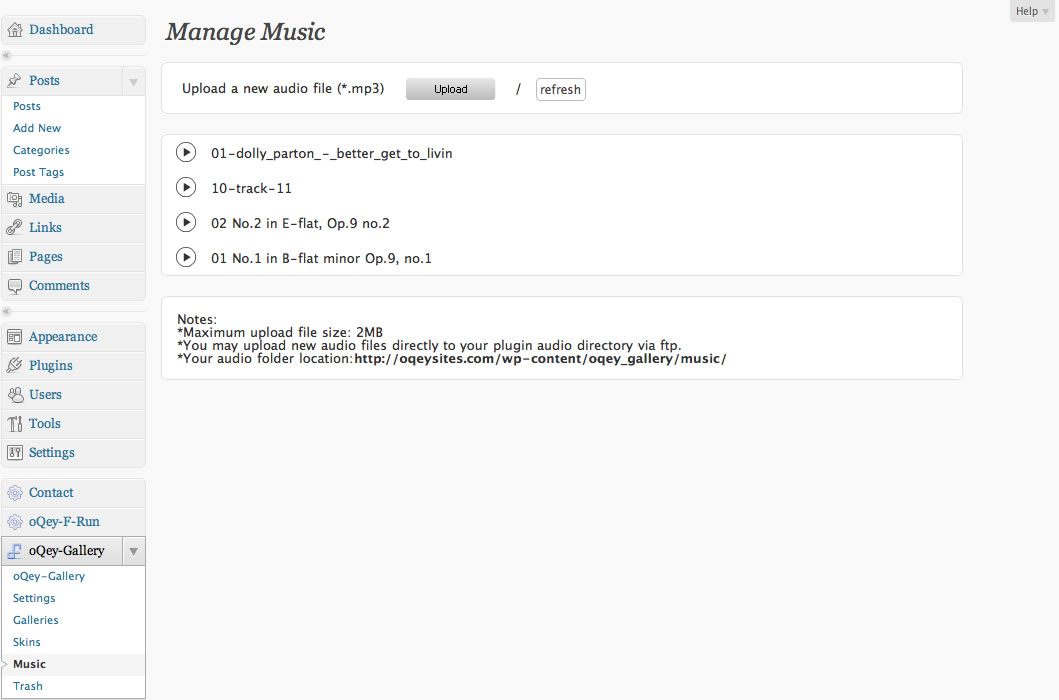 Help
Dashboard
Posts
Posts
Add New
Categories
Post Tags
Media
Links
Pages
Comments
Appearance
Plugins
Users
Tools
Settings
Contact
oQey-F-Run
oQey-Gallery
oQey-Gallery
Settings
Galleries
Skins
Music
Trash
Manage Music
Upload a new audio file (*.mp3) Upload / refresh
01-dolly_parton_-_better_get_to_livin
10-track-11
02 No.2 in E-flat, Op.9 no.2
01 No.1 in B-flat minor Op.9, no.1
Notes:
*Maximum upload file size: 2MB
*You may upload new audio files directly to your plugin audio directory via ftp.
*Your audio folder location:http://oqeysites.com/wp-content/oqey_gallery/music/